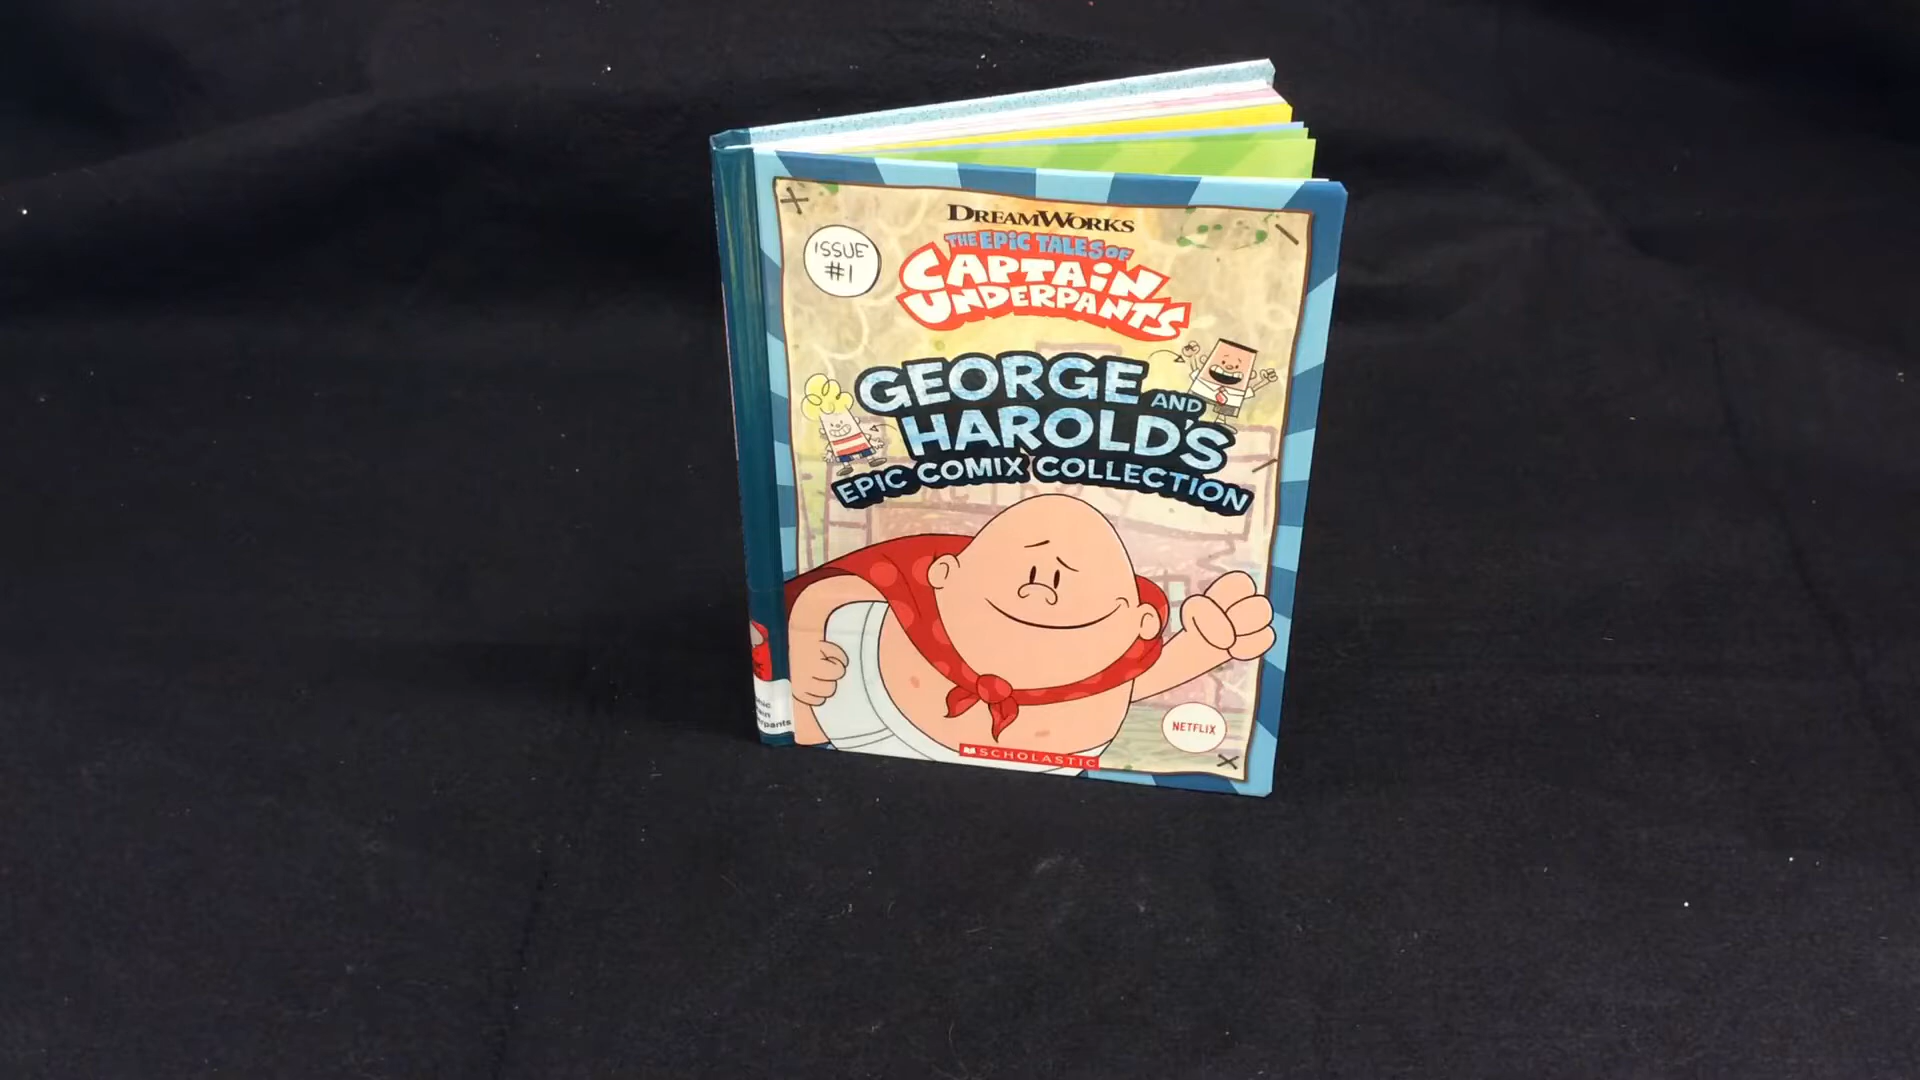 DREAMWORKS
THE EPIC TALES OF
CAPTAIN
UNDERPANTS
ISSUE
#1
GEORGE AND
HAROLD'S
EPIC COMIX COLLECTION
NETFLIX
SCHOLASTIC